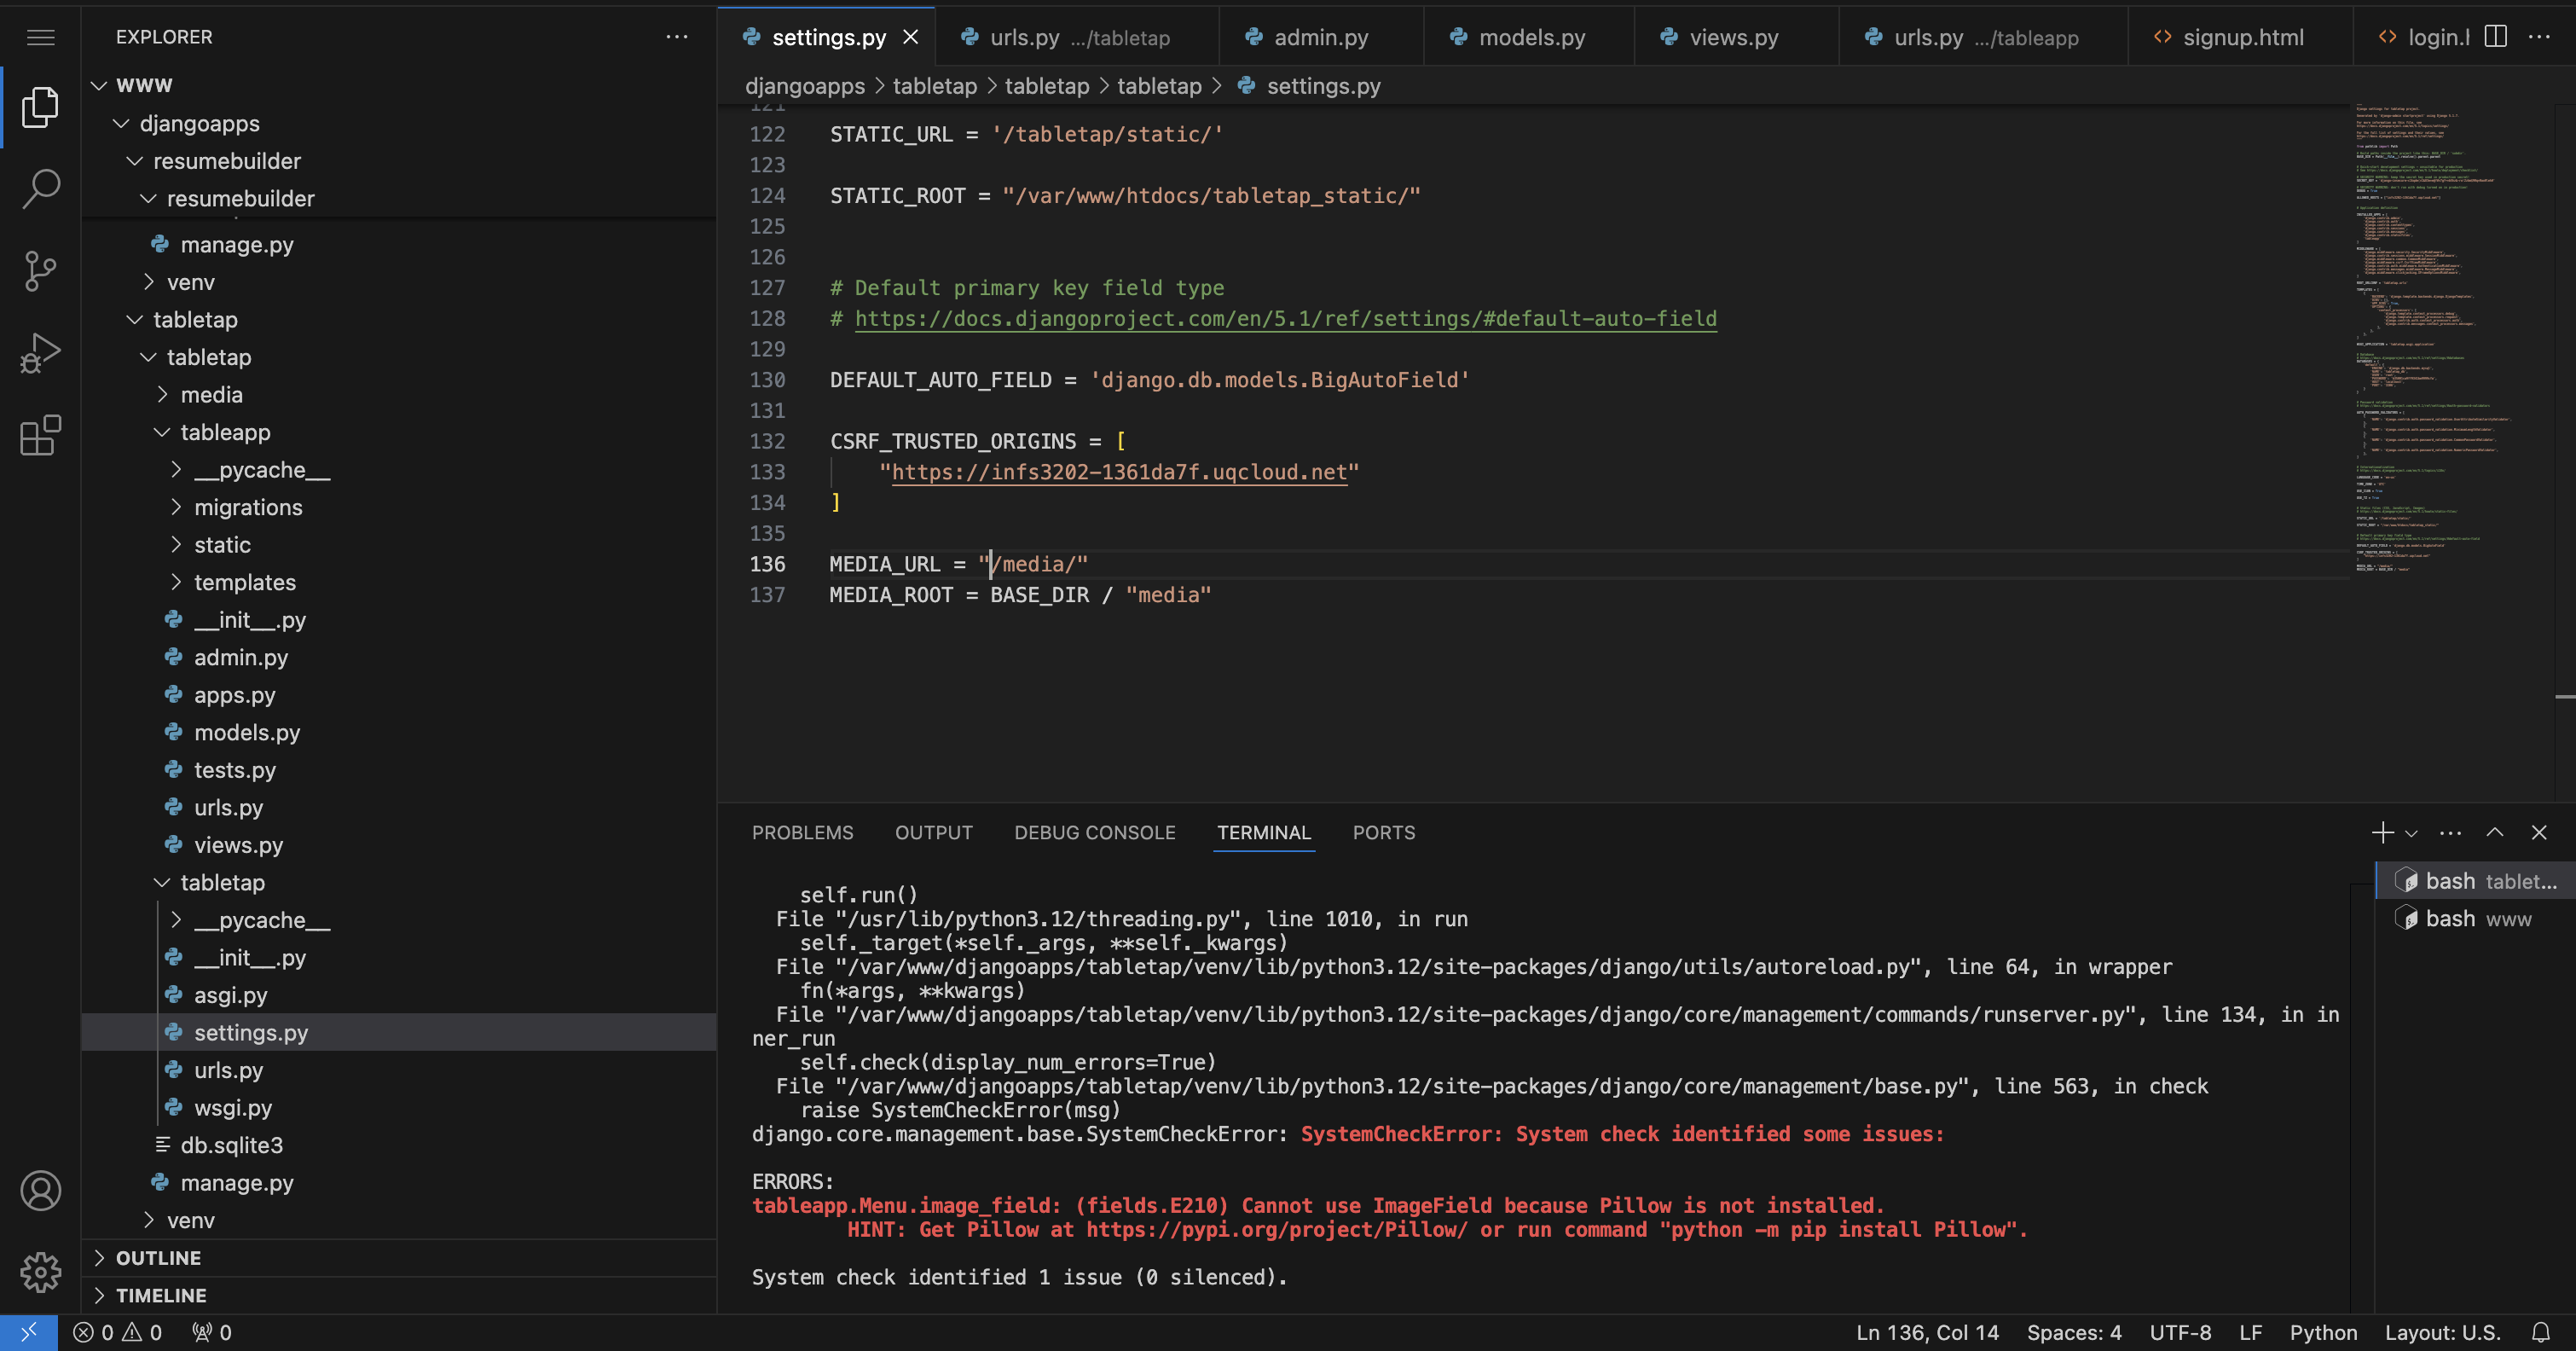 EXPLORER
WWW
djangoapps
resumebuilder
resumebuilder
manage.py
venv
tabletap
tabletap
media
tableapp
__pycache__
migrations
static
templates
__init__.py
admin.py
apps.py
models.py
tests.py
urls.py
views.py
tabletap
__pycache__
__init__.py
asgi.py
settings.py
urls.py
wsgi.py
db.sqlite3
manage.py
venv
OUTLINE
TIMELINE
settings.py
urls.py .../tabletap
admin.py
models.py
views.py
urls.py .../tableapp
signup.html
login.h
djangoapps > tabletap > tabletap > tabletap > settings.py
121
122 STATIC_URL = '/tabletap/static/'
123
124 STATIC_ROOT = "/var/www/htdocs/tabletap_static/"
125
126
127 # Default primary key field type
128 # https://docs.djangoproject.com/en/5.1/ref/settings/#default-auto-field
129
130 DEFAULT_AUTO_FIELD = 'django.db.models.BigAutoField'
131
132 CSRF_TRUSTED_ORIGINS = [
133 "https://infs3202-1361da7f.uqcloud.net"
134 ]
135
136 MEDIA_URL = "/media/"
137 MEDIA_ROOT = BASE_DIR / "media"
PROBLEMS OUTPUT DEBUG CONSOLE TERMINAL PORTS
self.run()
File "/usr/lib/python3.12/threading.py", line 1010, in run
self._target(*self._args, **self._kwargs)
File "/var/www/djangoapps/tabletap/venv/lib/python3.12/site-packages/django/utils/autoreload.py", line 64, in wrapper
fn(*args, **kwargs)
File "/var/www/djangoapps/tabletap/venv/lib/python3.12/site-packages/django/core/management/commands/runserver.py", line 134, in in
ner_run
self.check(display_num_errors=True)
File "/var/www/djangoapps/tabletap/venv/lib/python3.12/site-packages/django/core/management/base.py", line 563, in check
raise SystemCheckError(msg)
django.core.management.base.SystemCheckError: SystemCheckError: System check identified some issues:
ERRORS:
tableapp.Menu.image_field: (fields.E210) Cannot use ImageField because Pillow is not installed.
HINT: Get Pillow at https://pypi.org/project/Pillow/ or run command "python -m pip install Pillow".
System check identified 1 issue (0 silenced).
bash tablet...
bash www
0 0 0
Ln 136, Col 14 Spaces: 4 UTF-8 LF Python Layout: U.S.